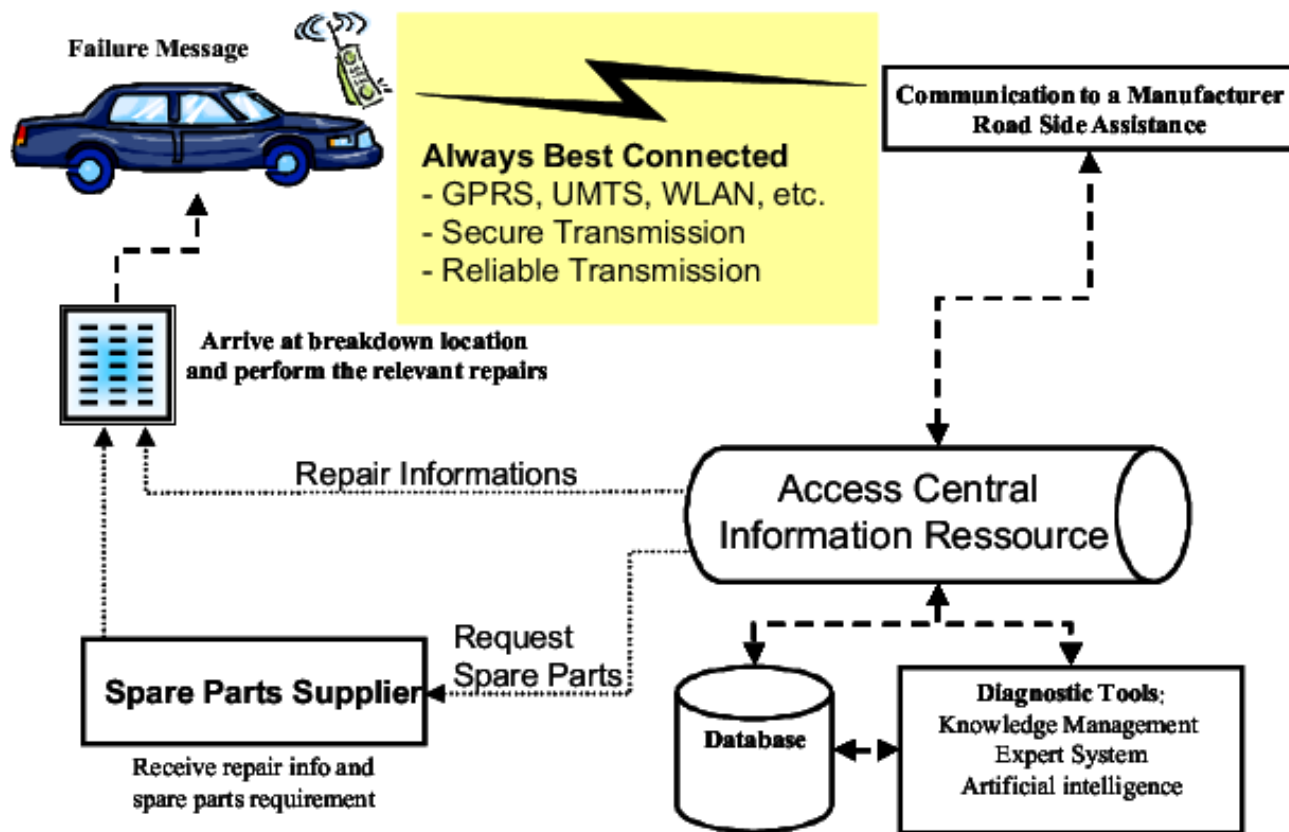 Failure Message
Always Best Connected
- GPRS, UMTS, WLAN, etc.
- Secure Transmission
- Reliable Transmission
Communication to a Manufacturer
Road Side Assistance
Arrive at breakdown location
and perform the relevant repairs
Repair Informations
Access Central
Information Ressource
Request
Spare Parts
Spare Parts Supplier
Receive repair info and
spare parts requirement
Database
Diagnostic Tools:
Knowledge Management
Expert System
Artificial intelligence